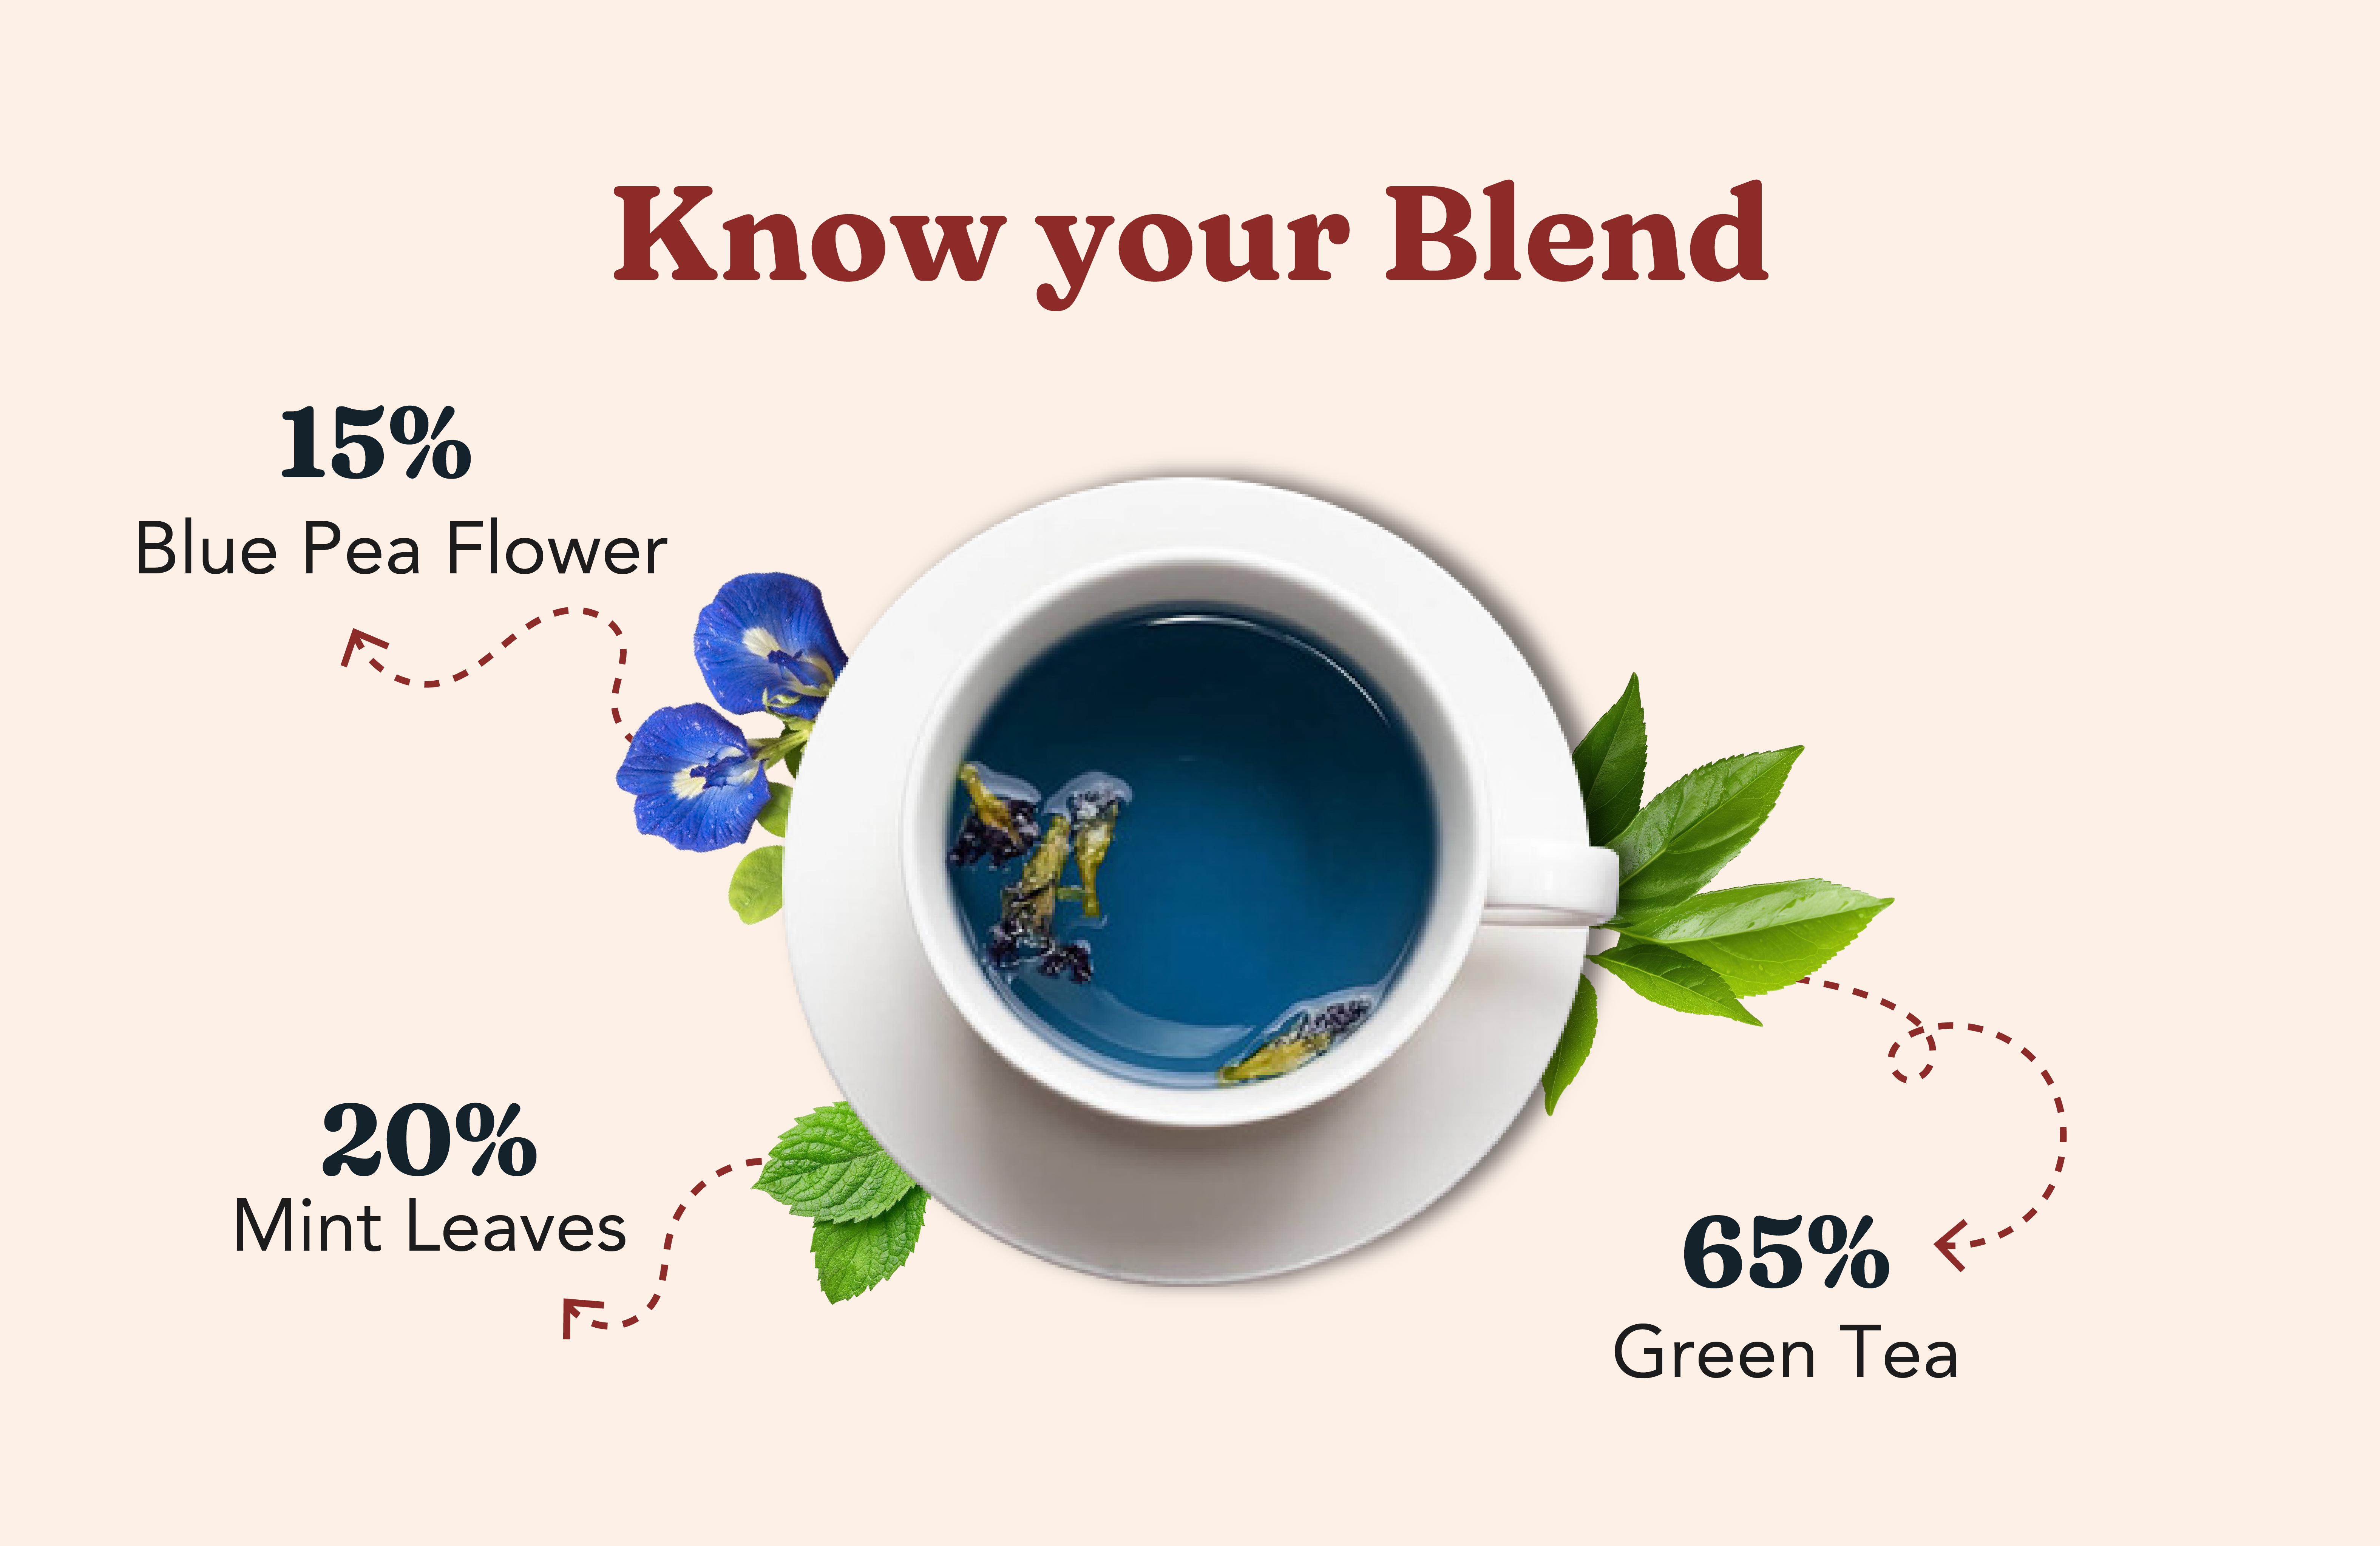 Know your Blend
15%
Blue Pea Flower
20%
Mint Leaves
65%
Green Tea